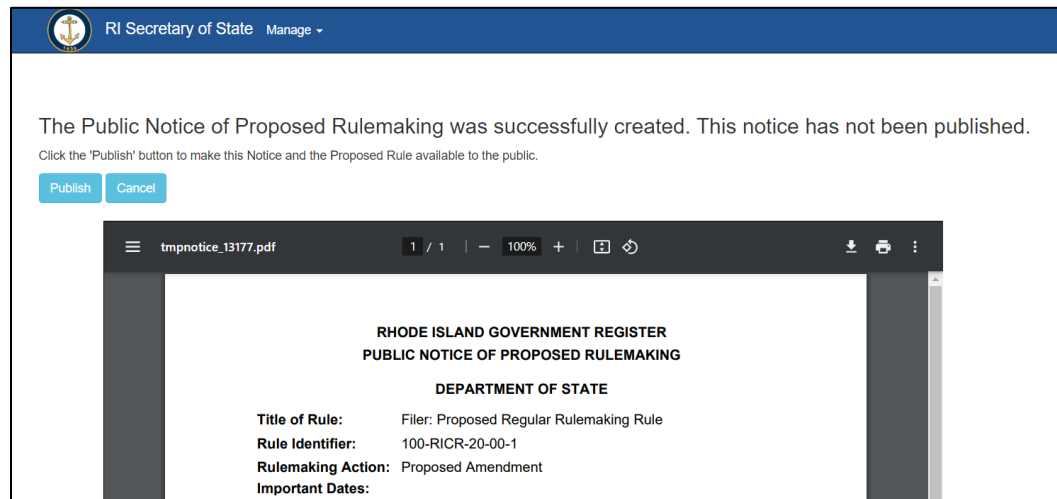 RI Secretary of State Manage
The Public Notice of Proposed Rulemaking was successfully created. This notice has not been published.
Click the 'Publish' button to make this Notice and the Proposed Rule available to the public.
Publish Cancel
tmpnotice_13177.pdf 1 / 1 100%
RHODE ISLAND GOVERNMENT REGISTER
PUBLIC NOTICE OF PROPOSED RULEMAKING
DEPARTMENT OF STATE
Title of Rule: Filer: Proposed Regular Rulemaking Rule
Rule Identifier: 100-RICR-20-00-1
Rulemaking Action: Proposed Amendment
Important Dates: